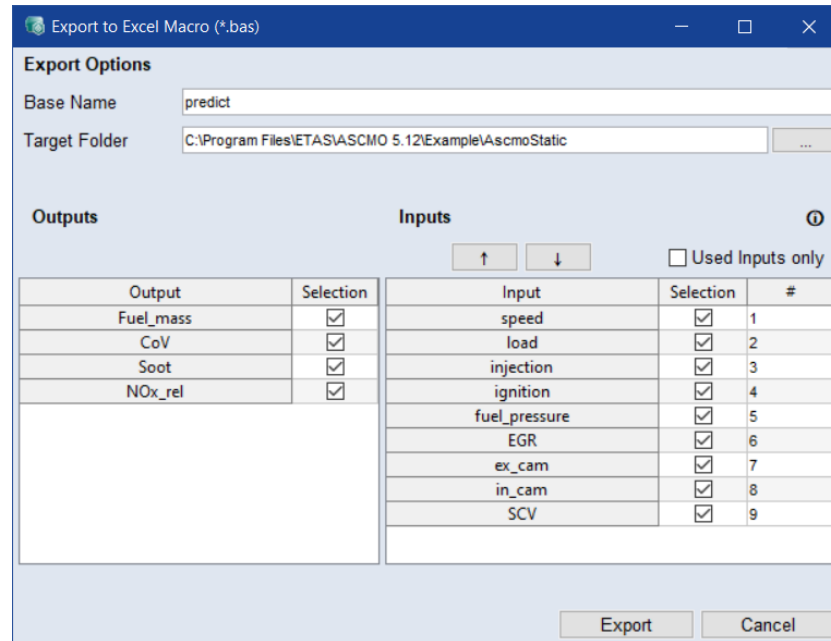 Export to Excel Macro (*.bas)
Export Options
Base Name predict
Target Folder C:\Program Files\ETAS\ASCMO 5.12\Example\AscmoStatic ...
Outputs Inputs
↑ ↓ Used Inputs only
Output Selection Input Selection #
Fuel_mass speed 1
CoV load 2
Soot injection 3
NOx_rel ignition 4
fuel_pressure 5
EGR 6
ex_cam 7
in_cam 8
SCV 9
Export Cancel